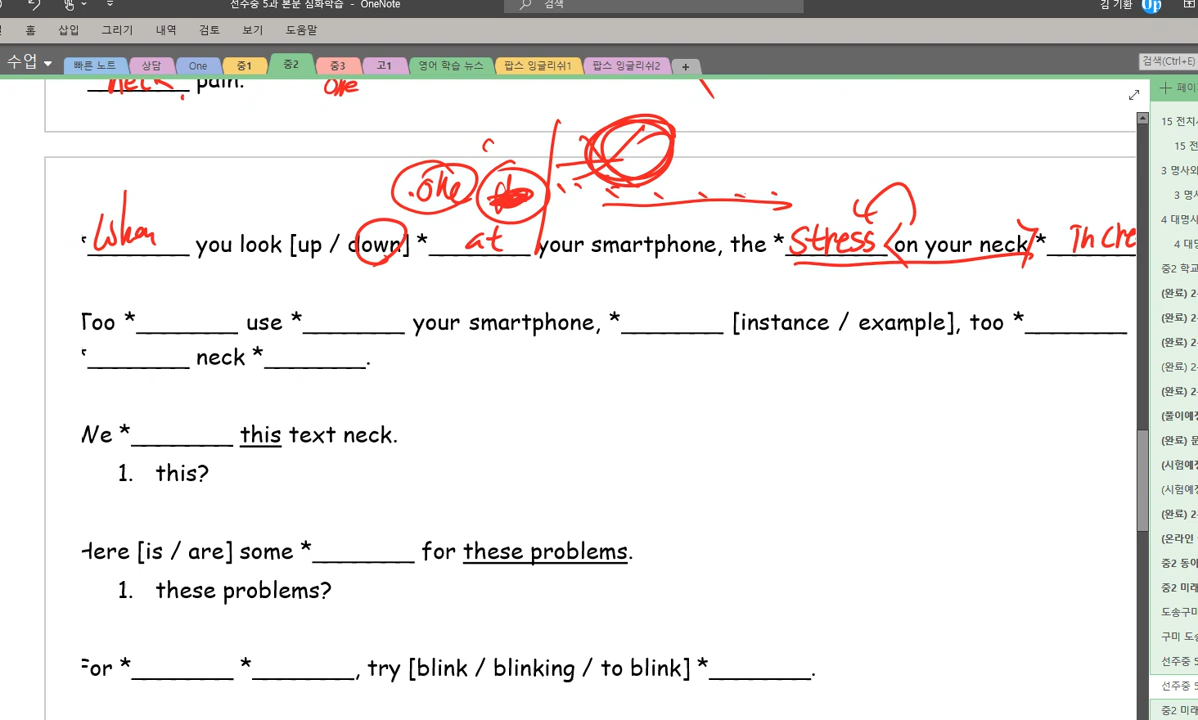 선주중 5과 본문 심화학습 - OneNote
검색
김 기환
홈 삽입 그리기 내역 검토 보기 도움말
수업 빠른 노트 상담 One 중1 중2 중3 고1 영어 학습 뉴스 팝스 잉글리쉬1 팝스 잉글리쉬2 +
검색(Ctrl+E)
neck pain. one
one
*When you look [up / down] * at your smartphone, the *stress on your neck *
Too *________ use *________ your smartphone, *________ [instance / example], too *________
*________ neck *________.
We *________ this text neck.
1. this?
Here [is / are] some *________ for these problems.
1. these problems?
For *________ *________, try [blink / blinking / to blink] *________.
15 전치사
15 전
3 명사와
3 명사
4 대명사
4 대명
중2 학교
(완료) 2-
(완료) 2-
(완료) 2-
(완료) 2-
(완료) 2-
(풀이예정
(완료) 문
(시험예정
(시험예정
(완료) 2-
(온라인
중2 동아
중2 미래
도송구미
구미 도송
선주중 5
선주중 5
중2 미래